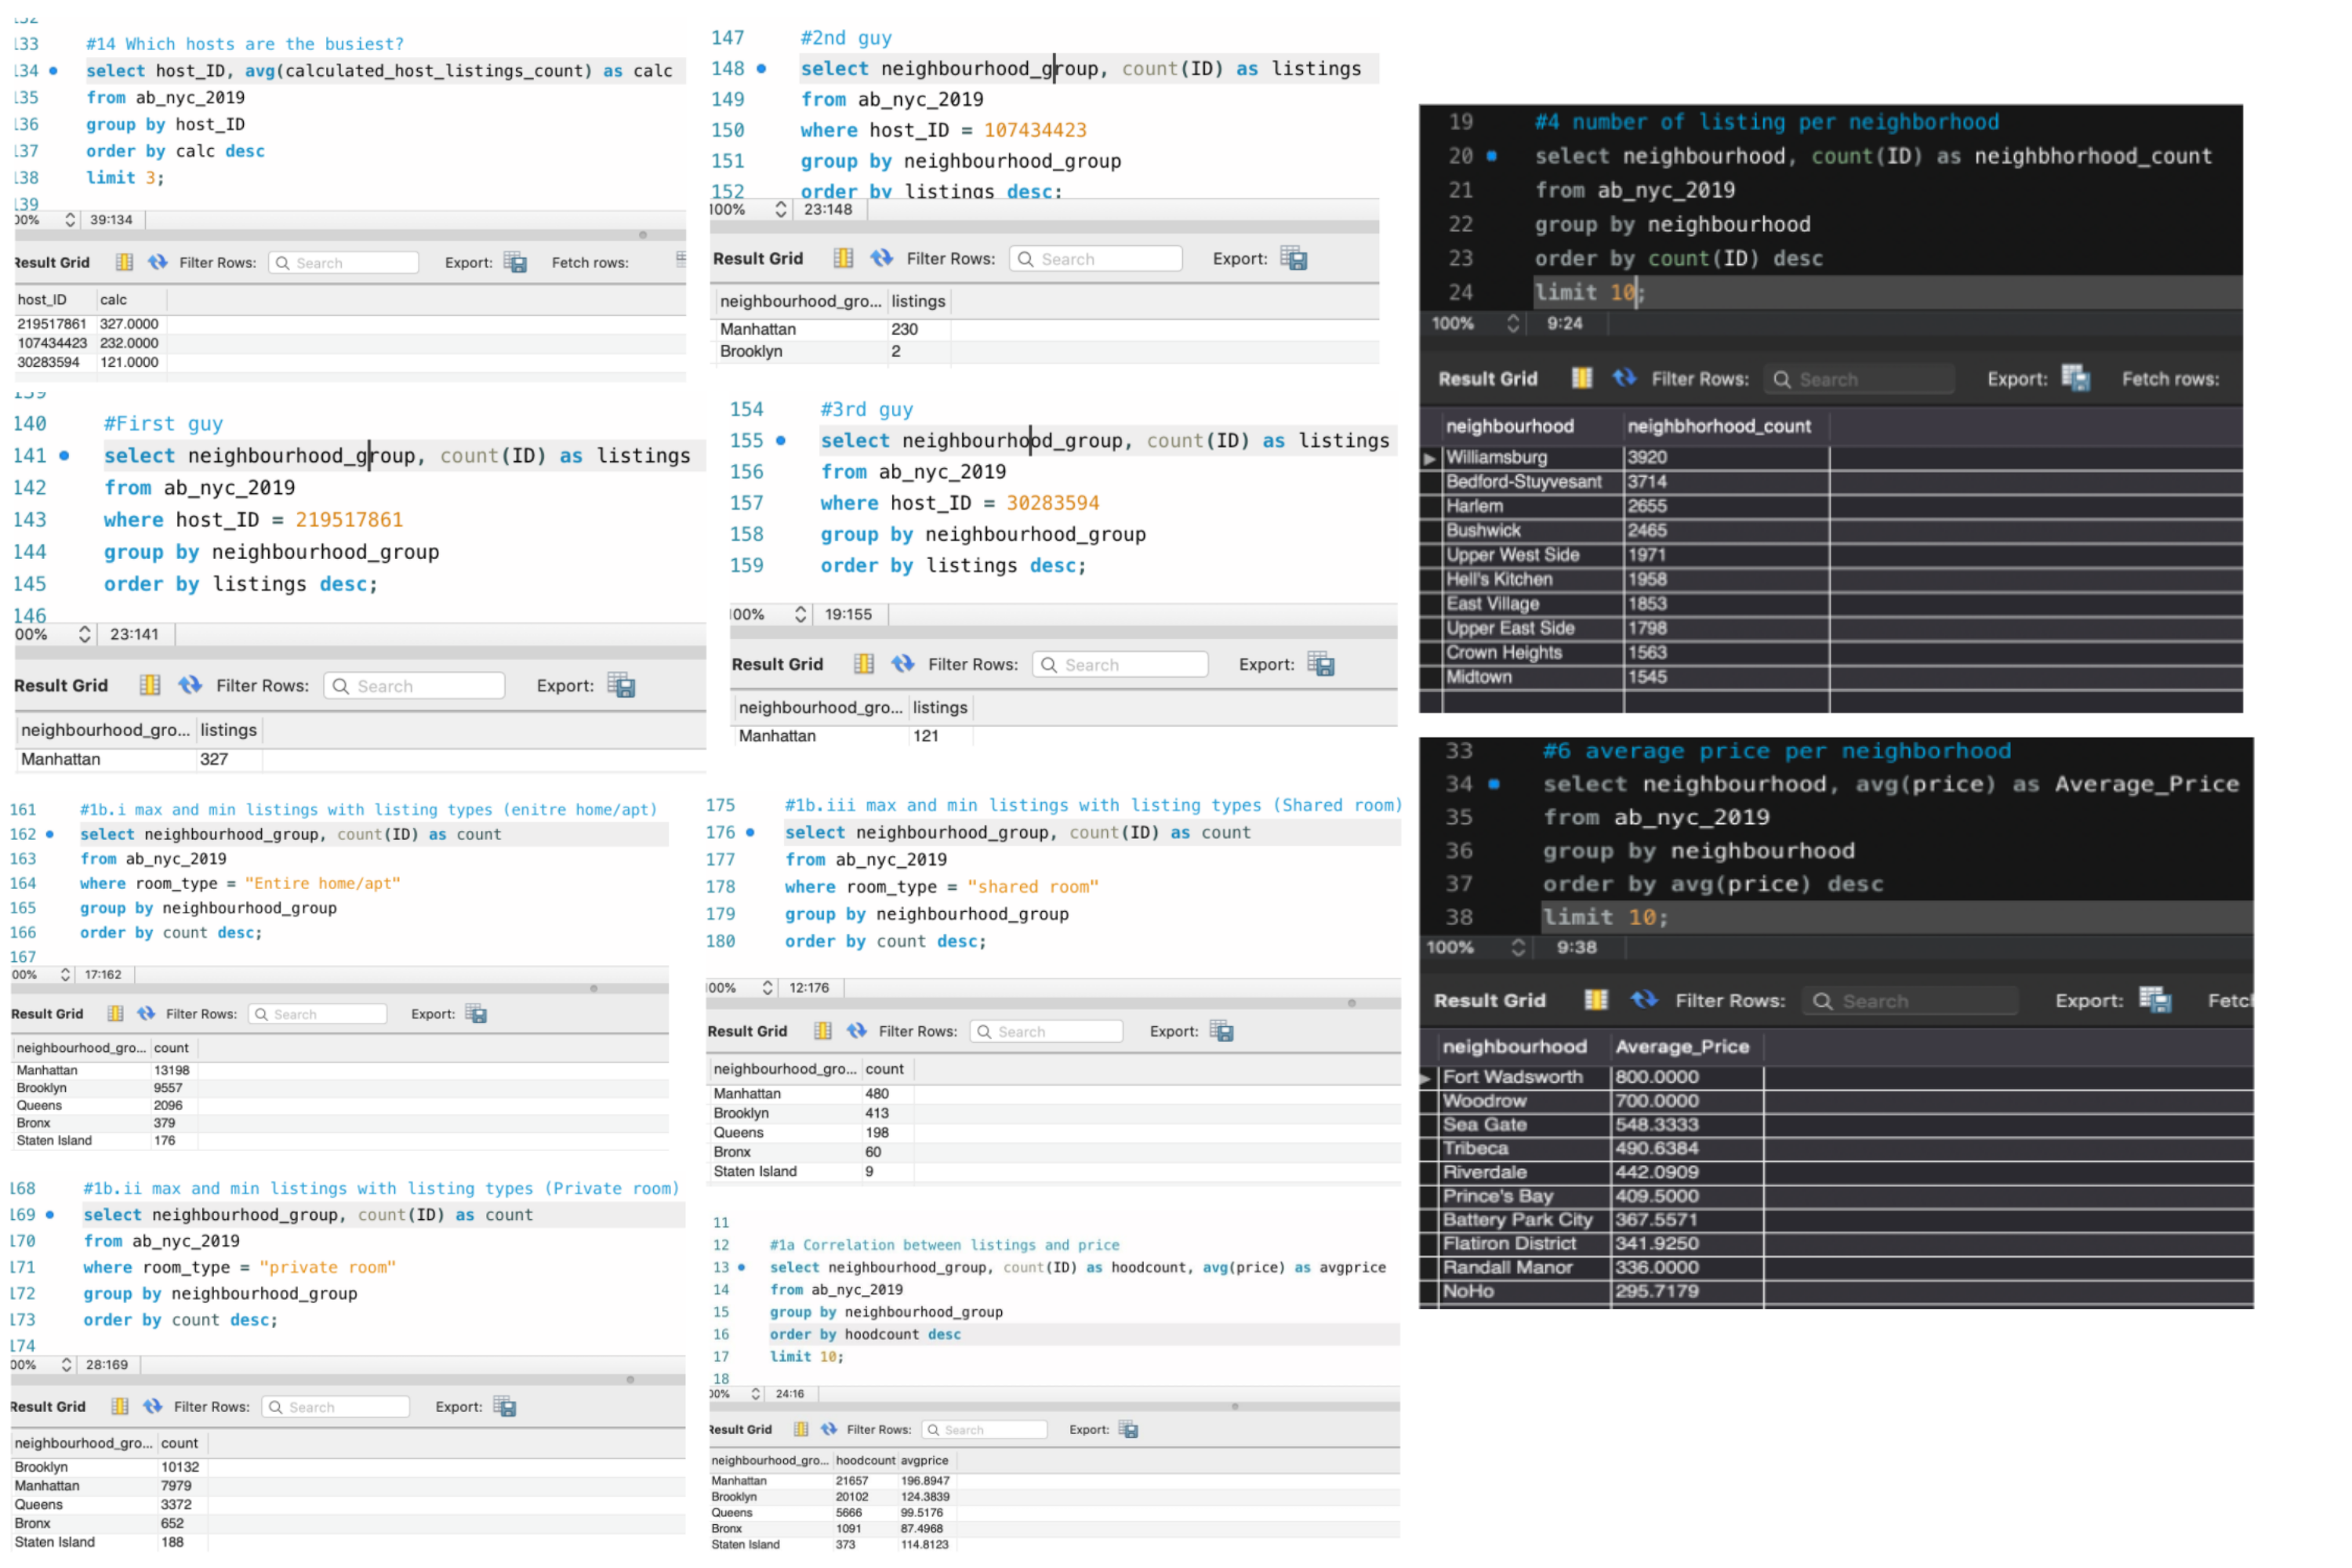 133 #14 Which hosts are the busiest?
134 select host_ID, avg(calculated_host_listings_count) as calc
135 from ab_nyc_2019
136 group by host_ID
137 order by calc desc
138 limit 3;
139
00% 39:134
Result Grid Filter Rows: Search Export: Fetch rows:
host_ID calc
219517861 327.0000
107434423 232.0000
30283594 121.0000
140 #First guy
141 select neighbourhood_group, count(ID) as listings
142 from ab_nyc_2019
143 where host_ID = 219517861
144 group by neighbourhood_group
145 order by listings desc;
146
00% 23:141
Result Grid Filter Rows: Search Export:
neighbourhood_gro... listings
Manhattan 327
161 #1b.i max and min listings with listing types (enitre home/apt)
162 select neighbourhood_group, count(ID) as count
163 from ab_nyc_2019
164 where room_type = "Entire home/apt"
165 group by neighbourhood_group
166 order by count desc;
167
00% 17:162
Result Grid Filter Rows: Search Export:
neighbourhood_gro... count
Manhattan 13198
Brooklyn 9557
Queens 2096
Bronx 379
Staten Island 176
168 #1b.ii max and min listings with listing types (Private room)
169 select neighbourhood_group, count(ID) as count
170 from ab_nyc_2019
171 where room_type = "private room"
172 group by neighbourhood_group
173 order by count desc;
174
00% 28:169
Result Grid Filter Rows: Search Export:
neighbourhood_gro... count
Brooklyn 10132
Manhattan 7979
Queens 3372
Bronx 652
Staten Island 188
147 #2nd guy
148 select neighbourhood_group, count(ID) as listings
149 from ab_nyc_2019
150 where host_ID = 107434423
151 group by neighbourhood_group
152 order by listings desc;
100% 23:148
Result Grid Filter Rows: Search Export:
neighbourhood_gro... listings
Manhattan 230
Brooklyn 2
154 #3rd guy
155 select neighbourhood_group, count(ID) as listings
156 from ab_nyc_2019
157 where host_ID = 30283594
158 group by neighbourhood_group
159 order by listings desc;
100% 19:155
Result Grid Filter Rows: Search Export:
neighbourhood_gro... listings
Manhattan 121
175 #1b.iii max and min listings with listing types (Shared room)
176 select neighbourhood_group, count(ID) as count
177 from ab_nyc_2019
178 where room_type = "shared room"
179 group by neighbourhood_group
180 order by count desc;
100% 12:176
Result Grid Filter Rows: Search Export:
neighbourhood_gro... count
Manhattan 480
Brooklyn 413
Queens 198
Bronx 60
Staten Island 9
11
12 #1a Correlation between listings and price
13 select neighbourhood_group, count(ID) as hoodcount, avg(price) as avgprice
14 from ab_nyc_2019
15 group by neighbourhood_group
16 order by hoodcount desc
17 limit 10;
18
00% 24:16
Result Grid Filter Rows: Search Export:
neighbourhood_gro... hoodcount avgprice
Manhattan 21657 196.8947
Brooklyn 20102 124.3839
Queens 5666 99.5176
Bronx 1091 87.4968
Staten Island 373 114.8123
19 #4 number of listing per neighborhood
20 select neighbourhood, count(ID) as neighbhorhood_count
21 from ab_nyc_2019
22 group by neighbourhood
23 order by count(ID) desc
24 limit 10;
100% 9:24
Result Grid Filter Rows: Search Export: Fetch rows:
neighbourhood neighbhorhood_count
Williamsburg 3920
Bedford-Stuyvesant 3714
Harlem 2655
Bushwick 2465
Upper West Side 1971
Hell's Kitchen 1958
East Village 1853
Upper East Side 1798
Crown Heights 1563
Midtown 1545
33 #6 average price per neighborhood
34 select neighbourhood, avg(price) as Average_Price
35 from ab_nyc_2019
36 group by neighbourhood
37 order by avg(price) desc
38 limit 10;
100% 9:38
Result Grid Filter Rows: Search Export: Fetc
neighbourhood Average_Price
Fort Wadsworth 800.0000
Woodrow 700.0000
Sea Gate 548.3333
Tribeca 490.6384
Riverdale 442.0909
Prince's Bay 409.5000
Battery Park City 367.5571
Flatiron District 341.9250
Randall Manor 336.0000
NoHo 295.7179